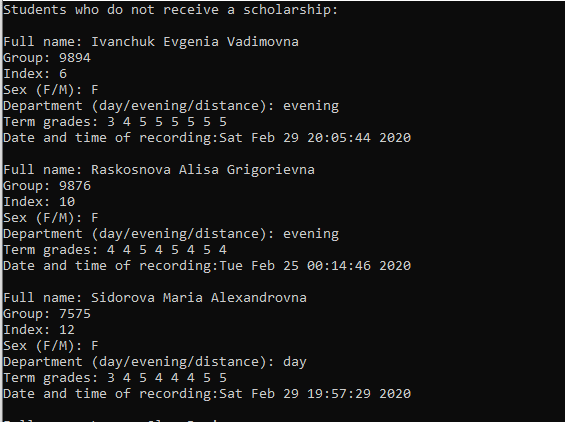 Students who do not receive a scholarship:
Full name: Ivanchuk Evgenia Vadimovna
Group: 9894
Index: 6
Sex (F/M): F
Department (day/evening/distance): evening
Term grades: 3 4 5 5 5 5 5 5
Date and time of recording:Sat Feb 29 20:05:44 2020
Full name: Raskosnova Alisa Grigorievna
Group: 9876
Index: 10
Sex (F/M): F
Department (day/evening/distance): evening
Term grades: 4 4 5 4 5 4 5 4
Date and time of recording:Tue Feb 25 00:14:46 2020
Full name: Sidorova Maria Alexandrovna
Group: 7575
Index: 12
Sex (F/M): F
Department (day/evening/distance): day
Term grades: 3 4 5 4 4 4 5 5
Date and time of recording:Sat Feb 29 19:57:29 2020